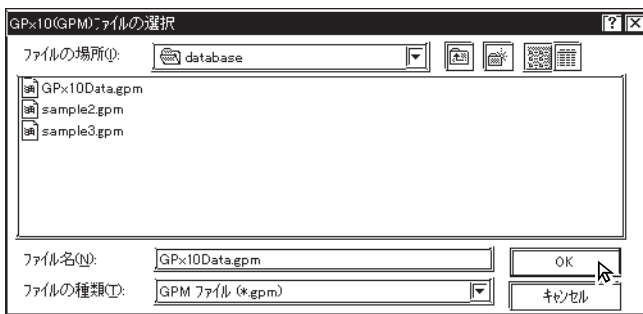 GPx10(GPM)ファイルの選択
ファイルの場所(I):
database
GPx10Data.gpm
sample2.gpm
sample3.gpm
ファイル名(N):
GPx10Data.gpm
OK
ファイルの種類(T):
GPM ファイル (*.gpm)
キャンセル